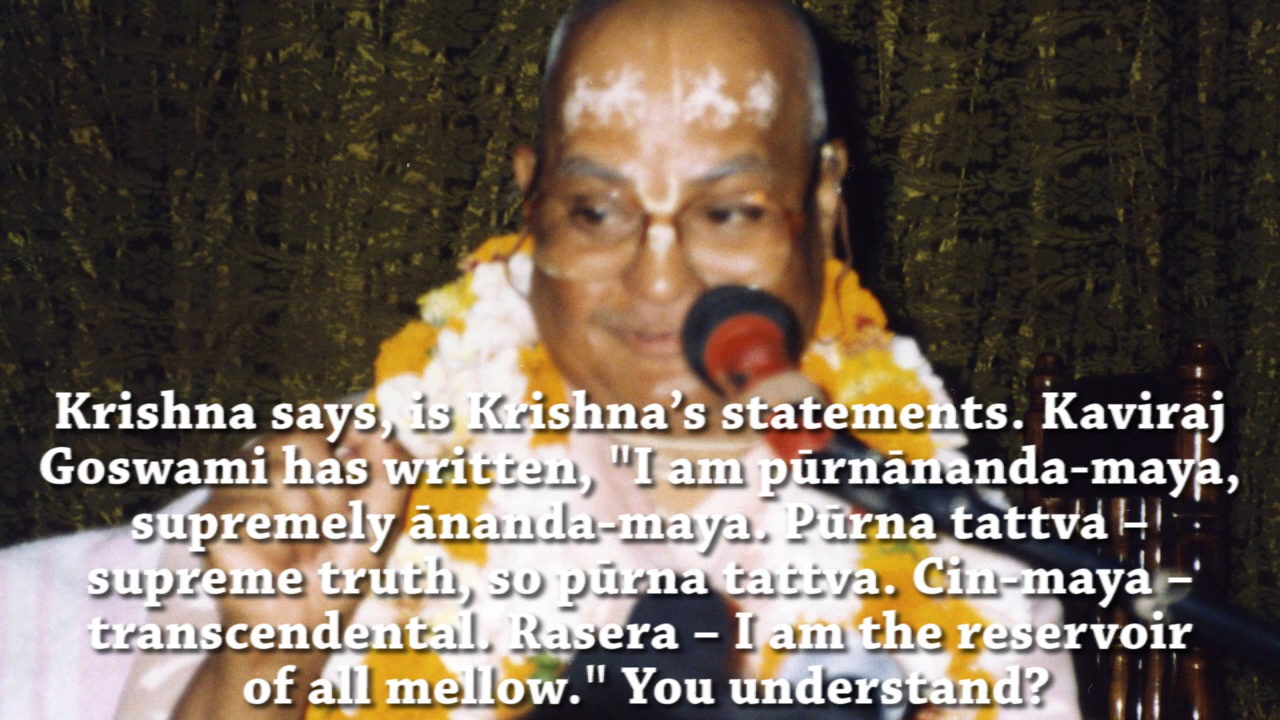 Krishna says, is Krishna’s statements. Kaviraj
Goswami has written, "I am pūrnānanda-maya,
supremely ānanda-maya. Pūrna tattva –
supreme truth, so pūrna tattva. Cin-maya –
transcendental. Rasera – I am the reservoir
of all mellow." You understand?